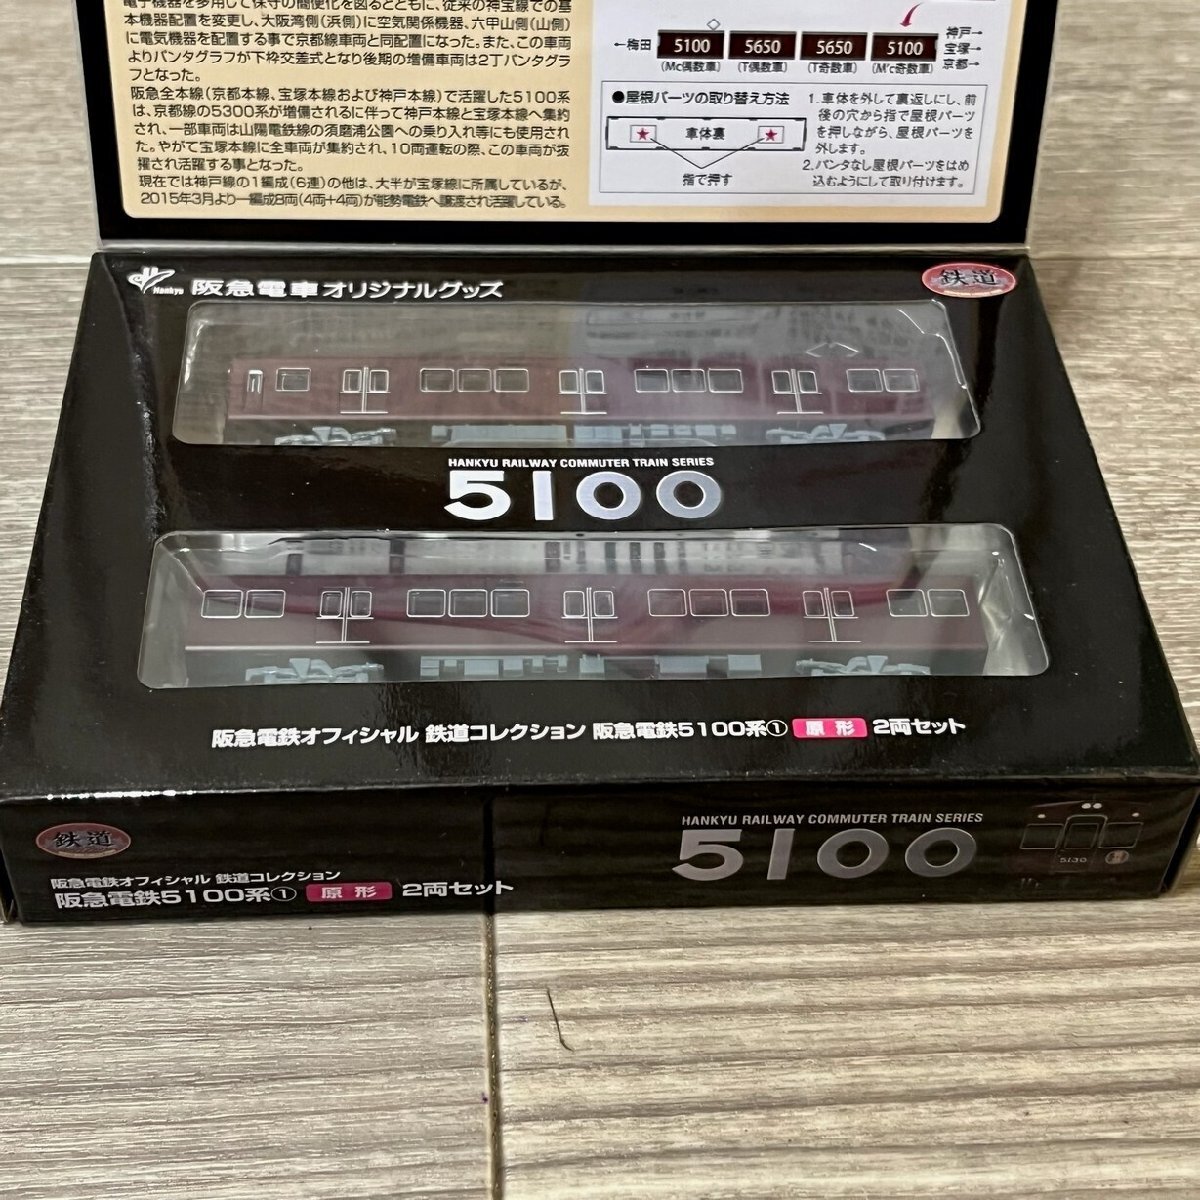 電子機器を多用して保守の簡便化を図るとともに、従来の神宝線での基
本機器配置を変更し、大阪湾側(浜側)に空気関係機器、六甲山側(山側)
に電気機器を配置する事で京都線車両と同配置になった。また、この車両
よりパンタグラフが下枠交差式となり後期の増備車両は2丁パンタグラ
フとなった。
阪急全本線(京都本線、宝塚本線および神戸本線)で活躍した5100系
は、京都線の5300系が増備されるに伴って神戸本線と宝塚本線へ集約
され、一部車両は山陽電鉄線の須磨浦公園への乗り入れ等にも使用され
た。やがて宝塚本線に全車両が集約され、10両運転の際、この車両が抜
擢され活躍する事となった。
現在では神戸線の1編成(6連)の他は、大半が宝塚線に所属しているが、
2015年3月より一編成8両(4両+4両)が能勢電鉄へ譲渡され活躍している。
←梅田 5100 5650 5650 5100 神戸→
宝塚→
京都→
(Mc偶数車) (T偶数車) (T奇数車) (M'c奇数車)
●屋根パーツの取り替え方法
★ 車体裏 ★
指で押す
1.車体を外して裏返しにし、前
後の穴から指で屋根パーツ
を押しながら、屋根パーツを
外します。
2.パンタなし屋根パーツをはめ
込むようにして取り付けます。
Hankyu 阪急電車オリジナルグッズ
鉄道
HANKYU RAILWAY COMMUTER TRAIN SERIES
5100
阪急電鉄オフィシャル 鉄道コレクション 阪急電鉄5100系① 原形 2両セット
鉄道
阪急電鉄オフィシャル 鉄道コレクション
阪急電鉄5100系① 原形 2両セット
HANKYU RAILWAY COMMUTER TRAIN SERIES
5100
5130